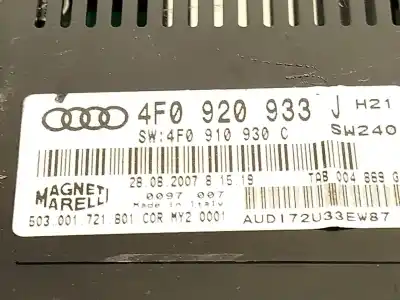 4F0 920 933 J H21
SW:4F0 910 930 C SW240
MAGNETI MARELLI
28.08.2007 8 15.19 TAB 004 869 G
0097 007
Made in Italy
503.001.721.801 COR MY2 0001 AUDI72U33EW87